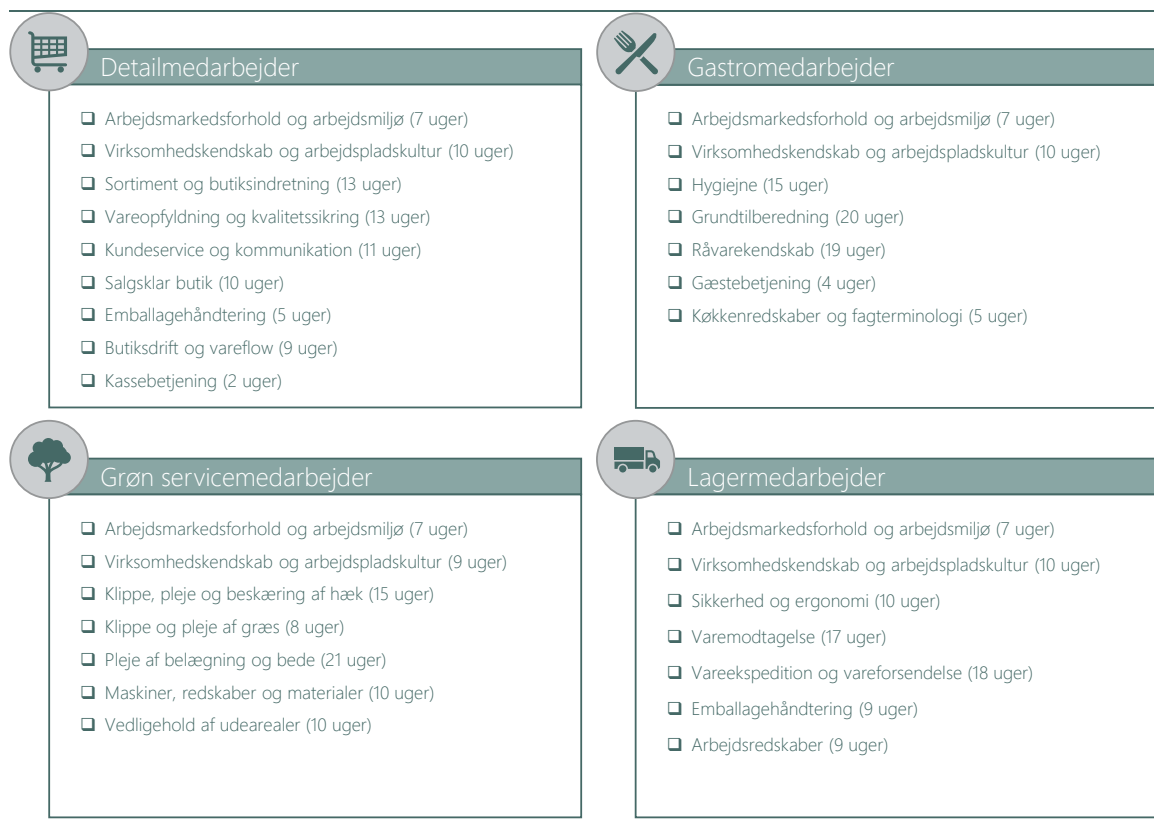 Detailmedarbejder
Arbejdsmarkedsforhold og arbejdsmiljø (7 uger)
Virksomhedskendskab og arbejdspladskultur (10 uger)
Sortiment og butiksindretning (13 uger)
Vareopfyldning og kvalitetssikring (13 uger)
Kundeservice og kommunikation (11 uger)
Salgsklar butik (10 uger)
Emballagehåndtering (5 uger)
Butiksdrift og vareflow (9 uger)
Kassebetjening (2 uger)
Gastromedarbejder
Arbejdsmarkedsforhold og arbejdsmiljø (7 uger)
Virksomhedskendskab og arbejdspladskultur (10 uger)
Hygiejne (15 uger)
Grundtilberedning (20 uger)
Råvarekendskab (19 uger)
Gæstebetjening (4 uger)
Køkkenredskaber og fagterminologi (5 uger)
Grøn servicemedarbejder
Arbejdsmarkedsforhold og arbejdsmiljø (7 uger)
Virksomhedskendskab og arbejdspladskultur (9 uger)
Klippe, pleje og beskæring af hæk (15 uger)
Klippe og pleje af græs (8 uger)
Pleje af belægning og bede (21 uger)
Maskiner, redskaber og materialer (10 uger)
Vedligehold af udearealer (10 uger)
Lagermedarbejder
Arbejdsmarkedsforhold og arbejdsmiljø (7 uger)
Virksomhedskendskab og arbejdspladskultur (10 uger)
Sikkerhed og ergonomi (10 uger)
Varemodtagelse (17 uger)
Vareekspedition og vareforsendelse (18 uger)
Emballagehåndtering (9 uger)
Arbejdsredskaber (9 uger)